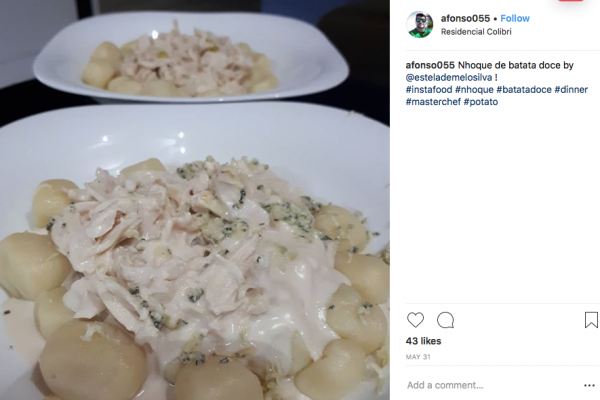 afonso055 • Follow
Residencial Colibri
afonso055 Nhoque de batata doce by
@estelademelosilva !
#instafood #nhoque #batatadoce #dinner
#masterchef #potato
43 likes
MAY 31
Add a comment...